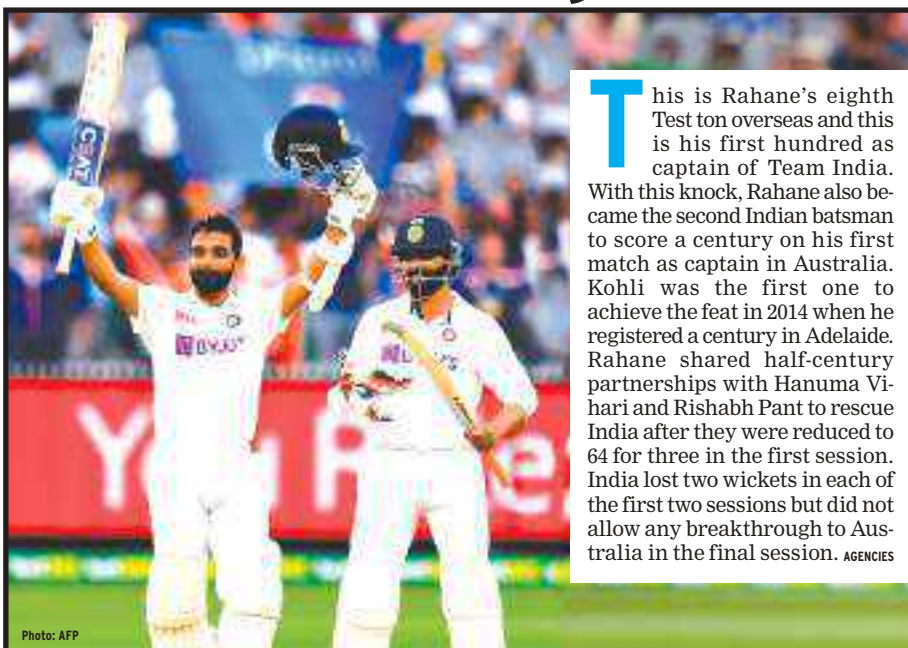 CEAT
BYJU'S
You
This is Rahane's eighth
Test ton overseas and this
is his first hundred as
captain of Team India.
With this knock, Rahane also be-
came the second Indian batsman
to score a century on his first
match as captain in Australia.
Kohli was the first one to
achieve the feat in 2014 when he
registered a century in Adelaide.
Rahane shared half-century
partnerships with Hanuma Vi-
hari and Rishabh Pant to rescue
India after they were reduced to
64 for three in the first session.
India lost two wickets in each of
the first two sessions but did not
allow any breakthrough to Aus-
tralia in the final session. AGENCIES
Photo: AFP